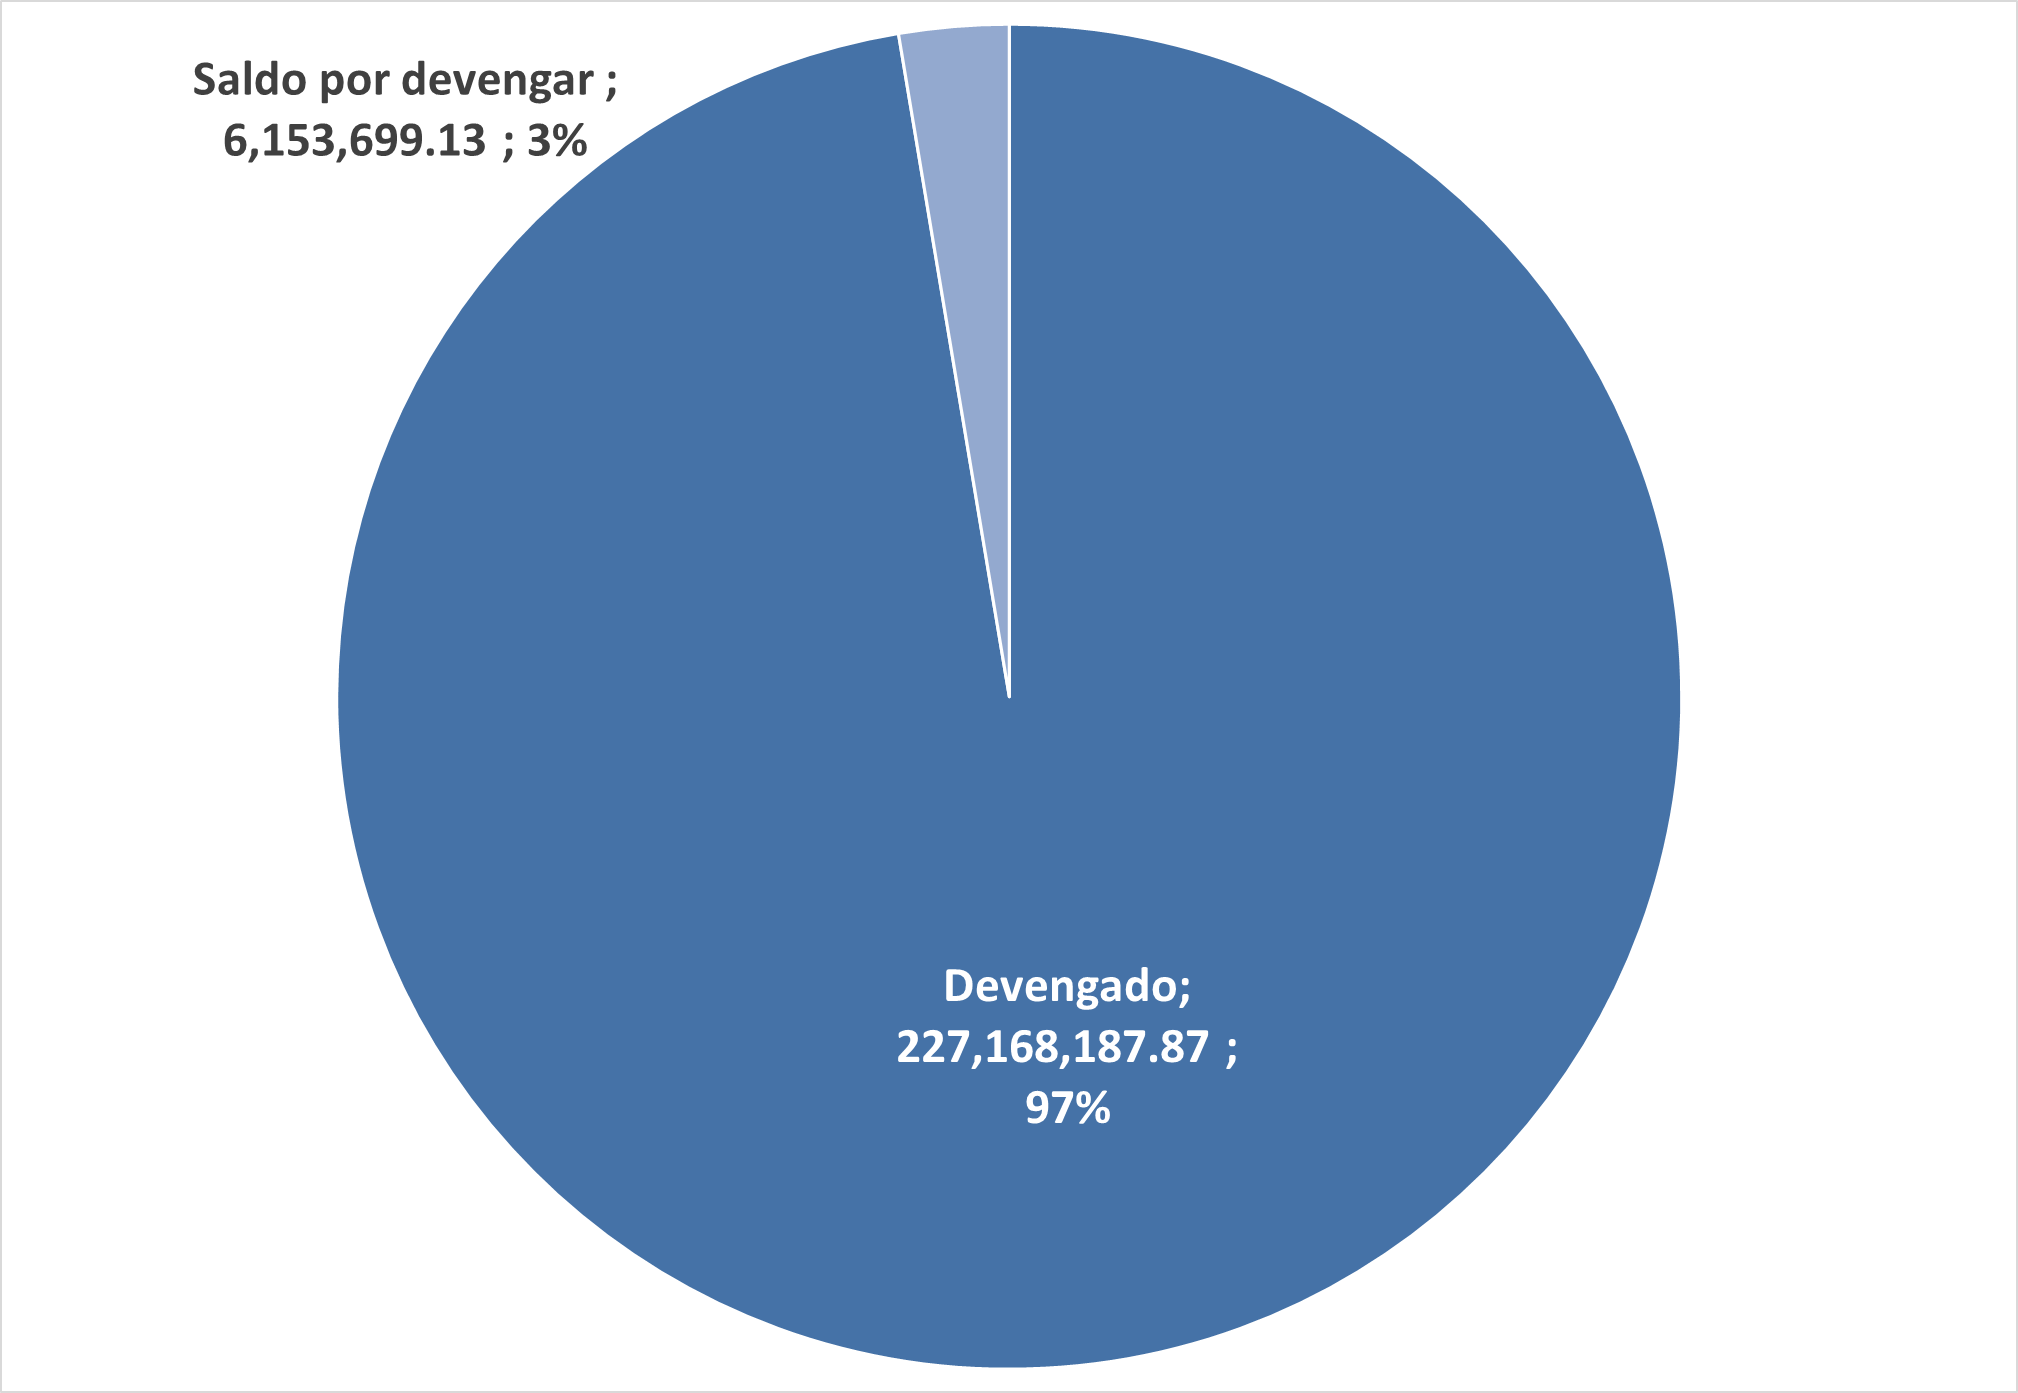 Saldo por devengar ;
6,153,699.13 ; 3%
Devengado;
227,168,187.87 ;
97%